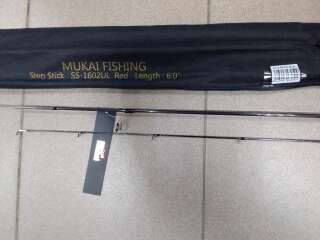 MUKAI FISHING
Step Stick SS-1602UL Red Length 6'0"